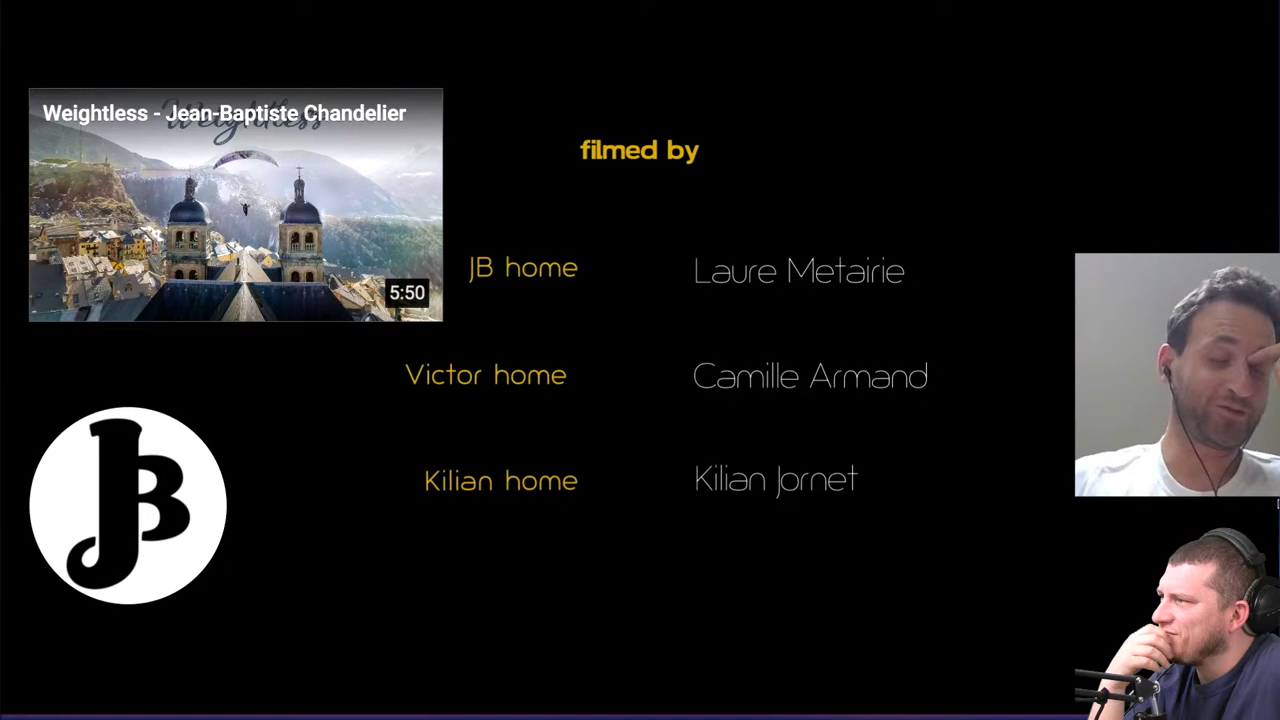 Weightless - Jean-Baptiste Chandelier
Weightless
5:50
filmed by
JB home
Laure Metairie
Victor home
Camille Armand
Kilian home
Kilian Jornet
JB